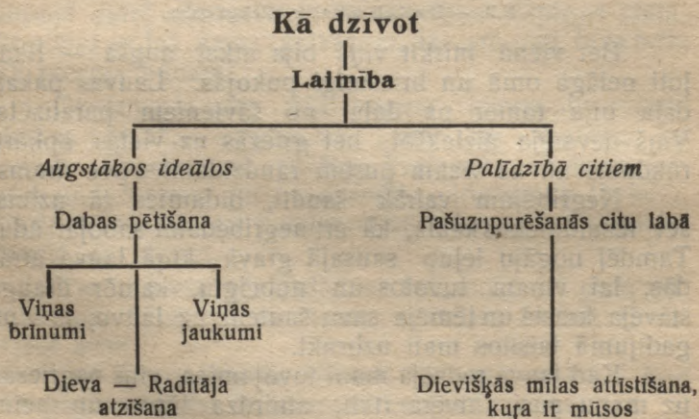 Kā dzīvot
Laimība
Augstākos ideālos
Palīdzībā citiem
Dabas pētīšana
Pašuzupurēšanās citu labā
Viņas
brīnumi
Viņas
jaukumi
Dieva — Radītāja
atzīšana
Dievišķās mīlas attīstīšana,
kuŗa ir mūsos